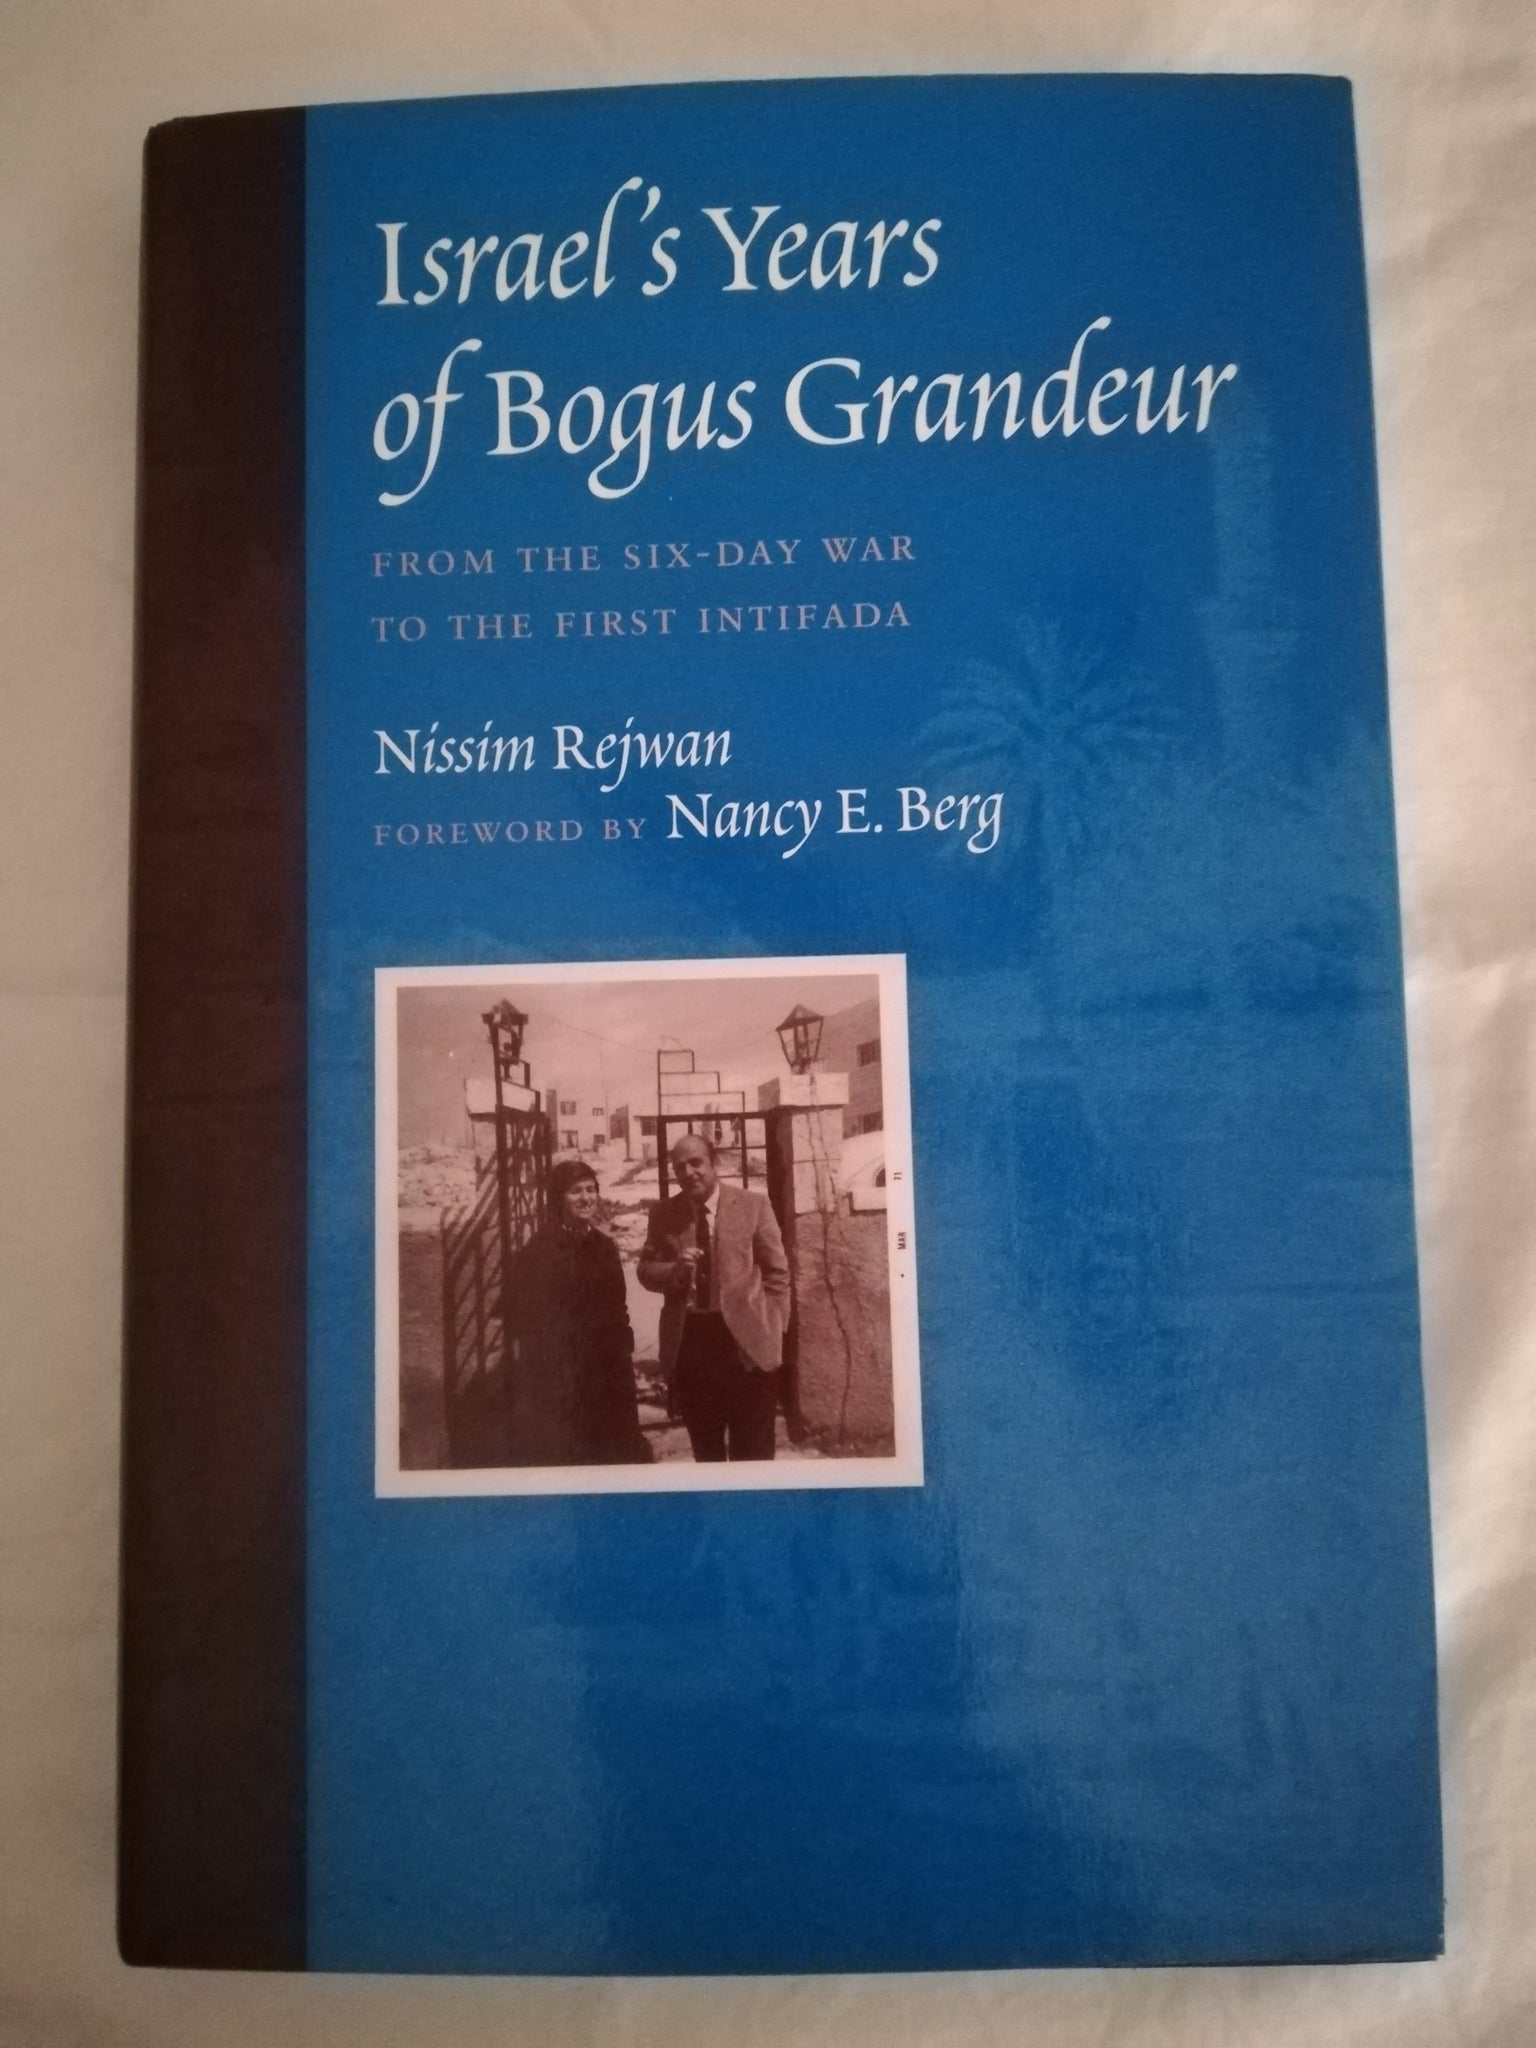 Israel's Years
of Bogus Grandeur
FROM THE SIX-DAY WAR
TO THE FIRST INTIFADA
Nissim Rejwan
FOREWORD BY Nancy E. Berg
• MAR 71